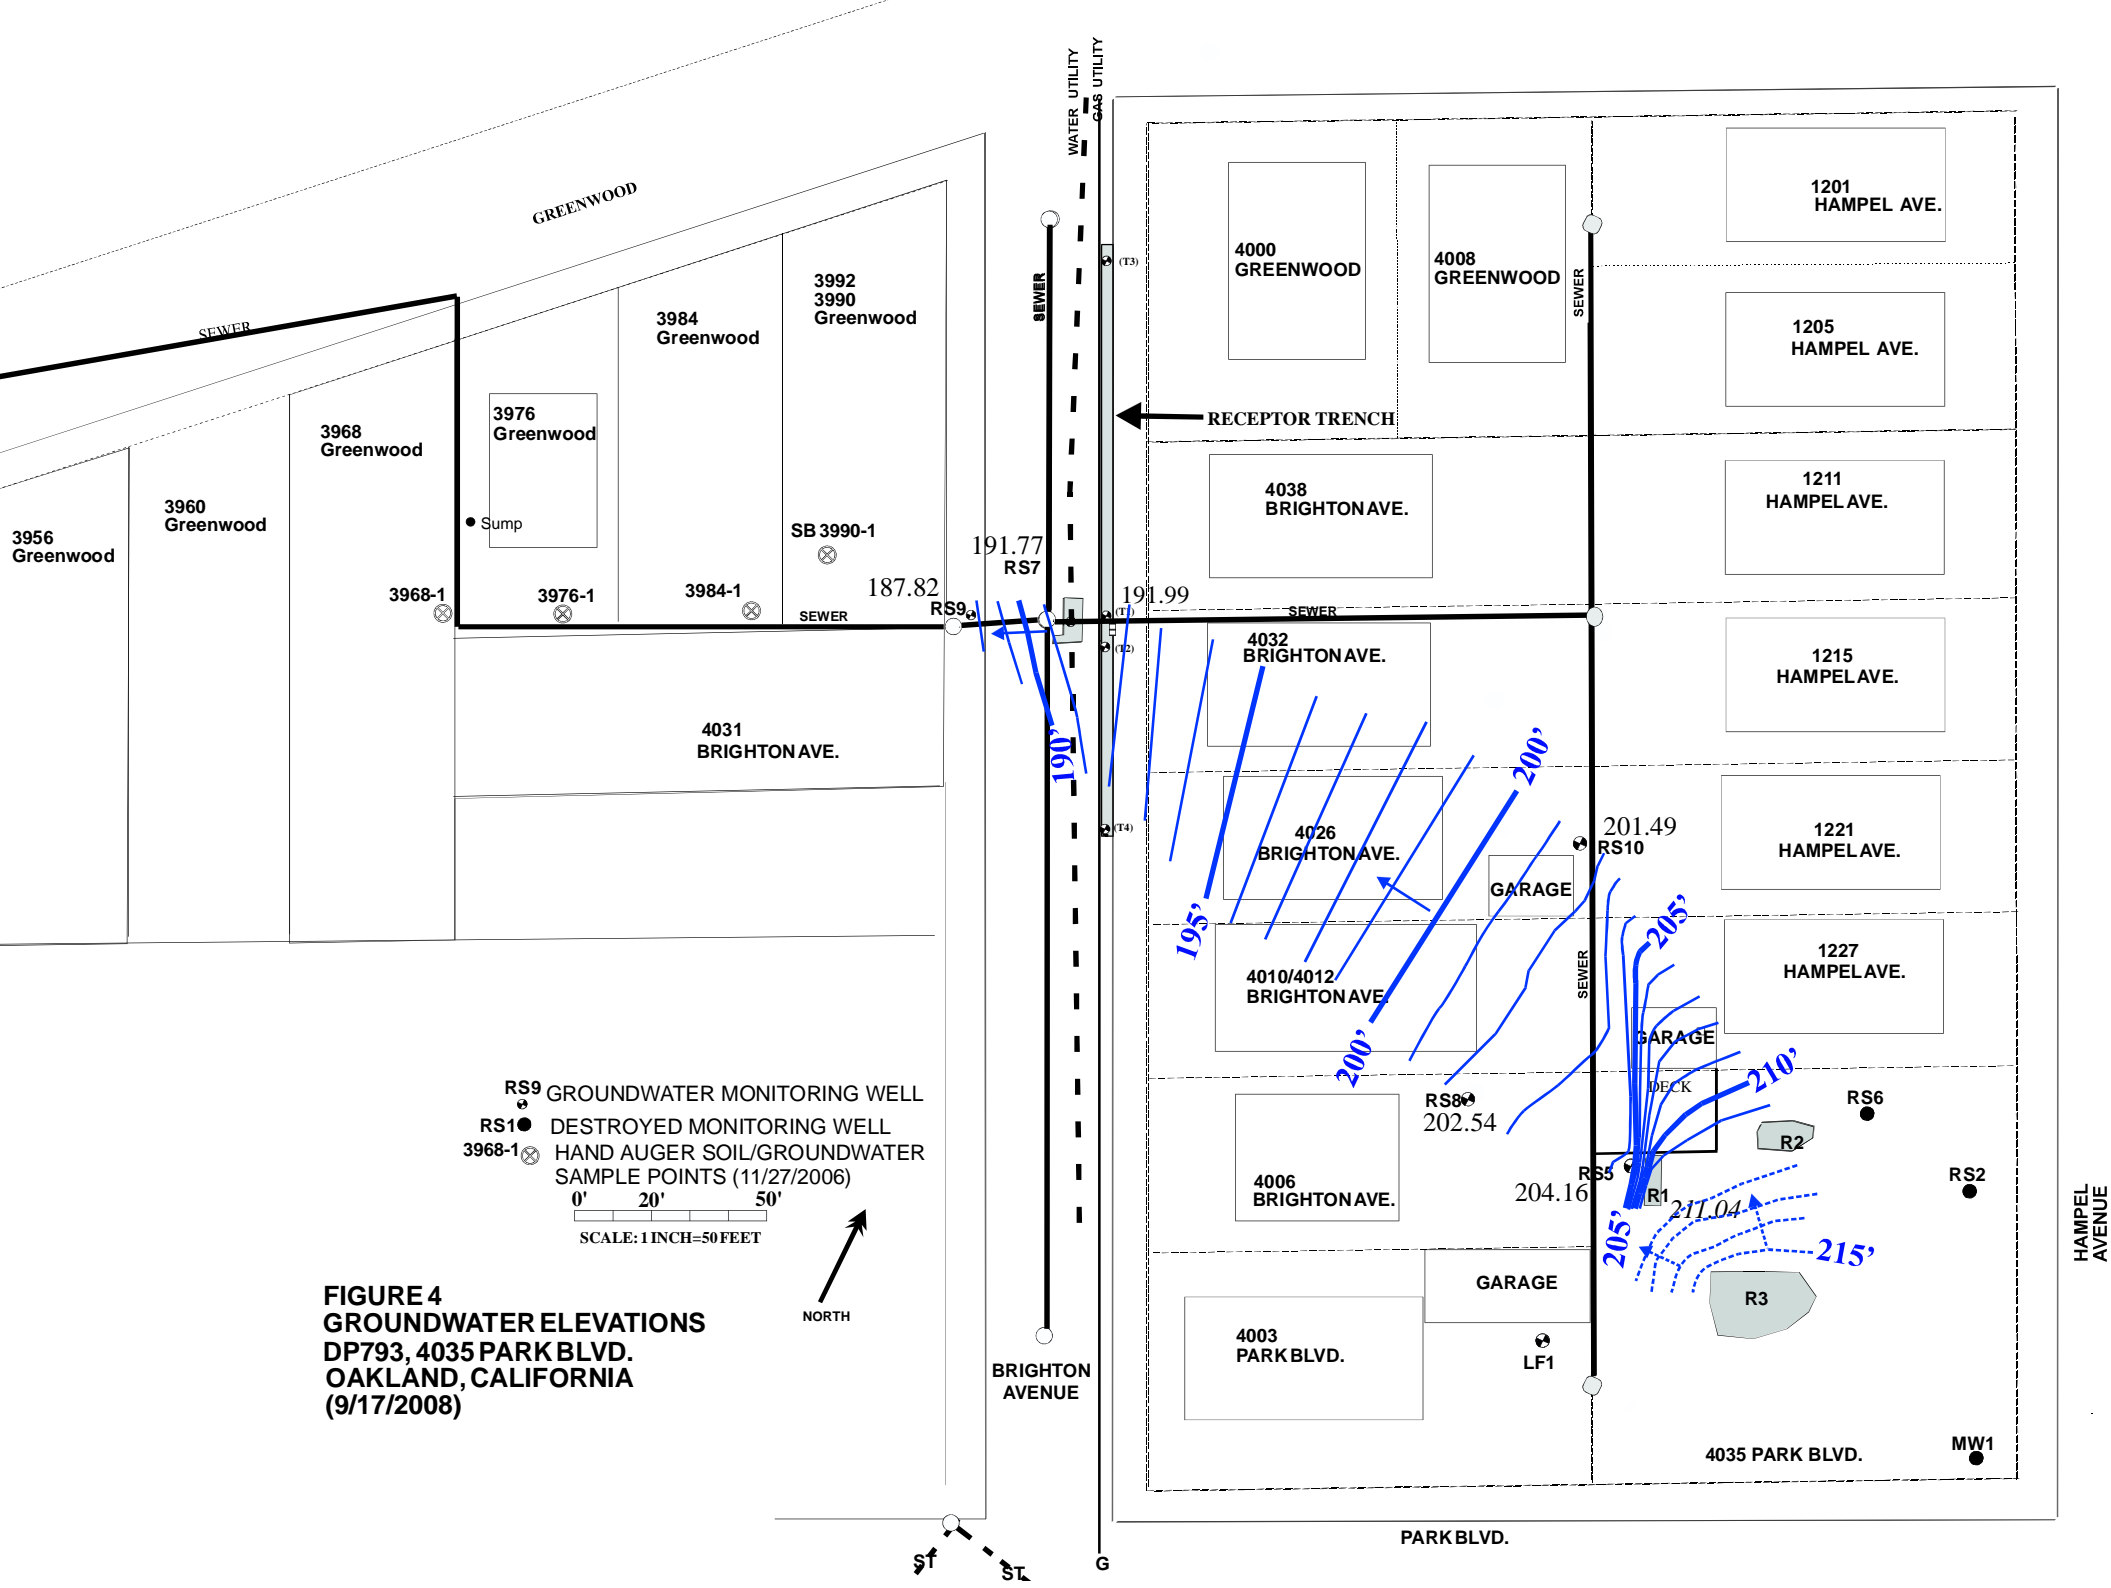 WATER UTILITY
GAS UTILITY
GREENWOOD
SEWER
3992
3990
Greenwood
3984
Greenwood
3976
Greenwood
3968
Greenwood
3960
Greenwood
3956
Greenwood
Sump
SB 3990-1
3968-1
3976-1
3984-1
SEWER
187.82
RS9
191.77
RS7
SEWER
(T3)
RECEPTOR TRENCH
191.99
(T1)
(T2)
(T4)
4000
GREENWOOD
4008
GREENWOOD
SEWER
1201
HAMPEL AVE.
1205
HAMPEL AVE.
1211
HAMPEL AVE.
1215
HAMPEL AVE.
1221
HAMPEL AVE.
1227
HAMPEL AVE.
4038
BRIGHTON AVE.
SEWER
4032
BRIGHTON AVE.
4031
BRIGHTON AVE.
190'
4026
BRIGHTON AVE.
195'
200'
201.49
RS10
GARAGE
4010/4012
BRIGHTON AVE.
200'
SEWER
205'
GARAGE
DECK
210'
RS8
202.54
RS6
R2
RS5
204.16
R1
211.04
RS2
205'
215'
R3
4006
BRIGHTON AVE.
GARAGE
4003
PARK BLVD.
LF1
4035 PARK BLVD.
MW1
HAMPEL
AVENUE
PARK BLVD.
BRIGHTON
AVENUE
G
ST
ST
RS9 GROUNDWATER MONITORING WELL
RS1 DESTROYED MONITORING WELL
3968-1 HAND AUGER SOIL/GROUNDWATER
SAMPLE POINTS (11/27/2006)
0' 20' 50'
SCALE: 1 INCH=50 FEET
NORTH
FIGURE 4
GROUNDWATER ELEVATIONS
DP793, 4035 PARK BLVD.
OAKLAND, CALIFORNIA
(9/17/2008)